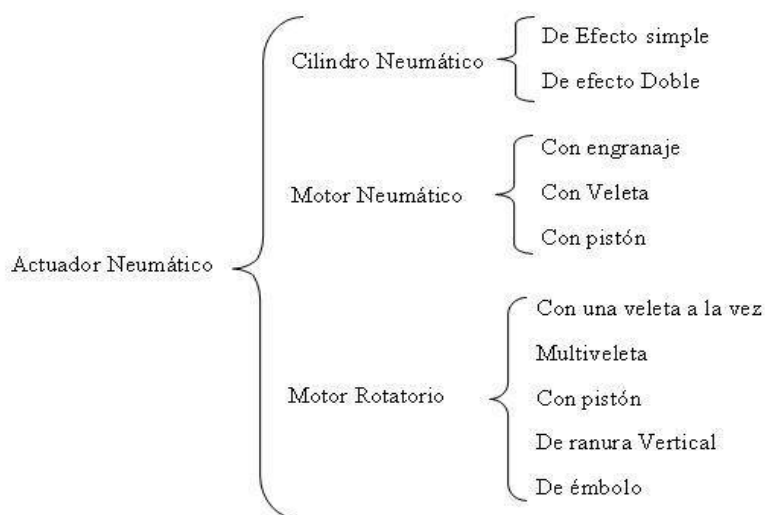 Actuador Neumático
Cilindro Neumático
De Efecto simple
De efecto Doble
Motor Neumático
Con engranaje
Con Veleta
Con pistón
Motor Rotatorio
Con una veleta a la vez
Multiveleta
Con pistón
De ranura Vertical
De émbolo